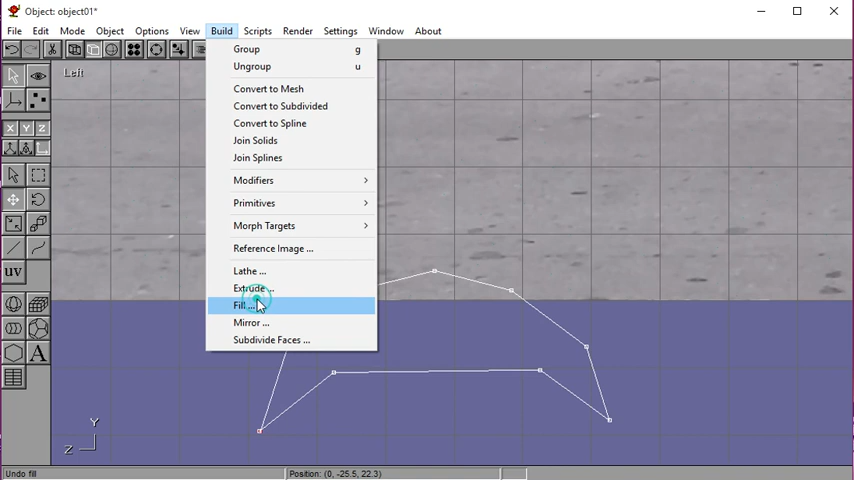 Object: object01*
File Edit Mode Object Options View Build Scripts Render Settings Window About
Left
Group g
Ungroup u
Convert to Mesh
Convert to Subdivided
Convert to Spline
Join Solids
Join Splines
Modifiers
Primitives
Morph Targets
Reference Image ...
Lathe ...
Extrude ...
Fill ...
Mirror ...
Subdivide Faces ...
X Y Z
uv
A
Y
Z
Undo fill Position: (0, -25.5, 22.3)